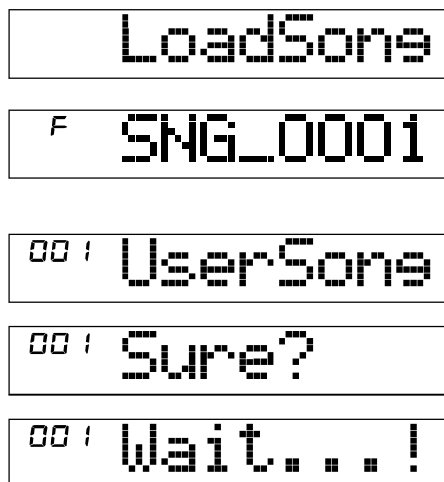 LoadSong
F SNG_0001
001 UserSong
001 Sure?
001 Wait...!